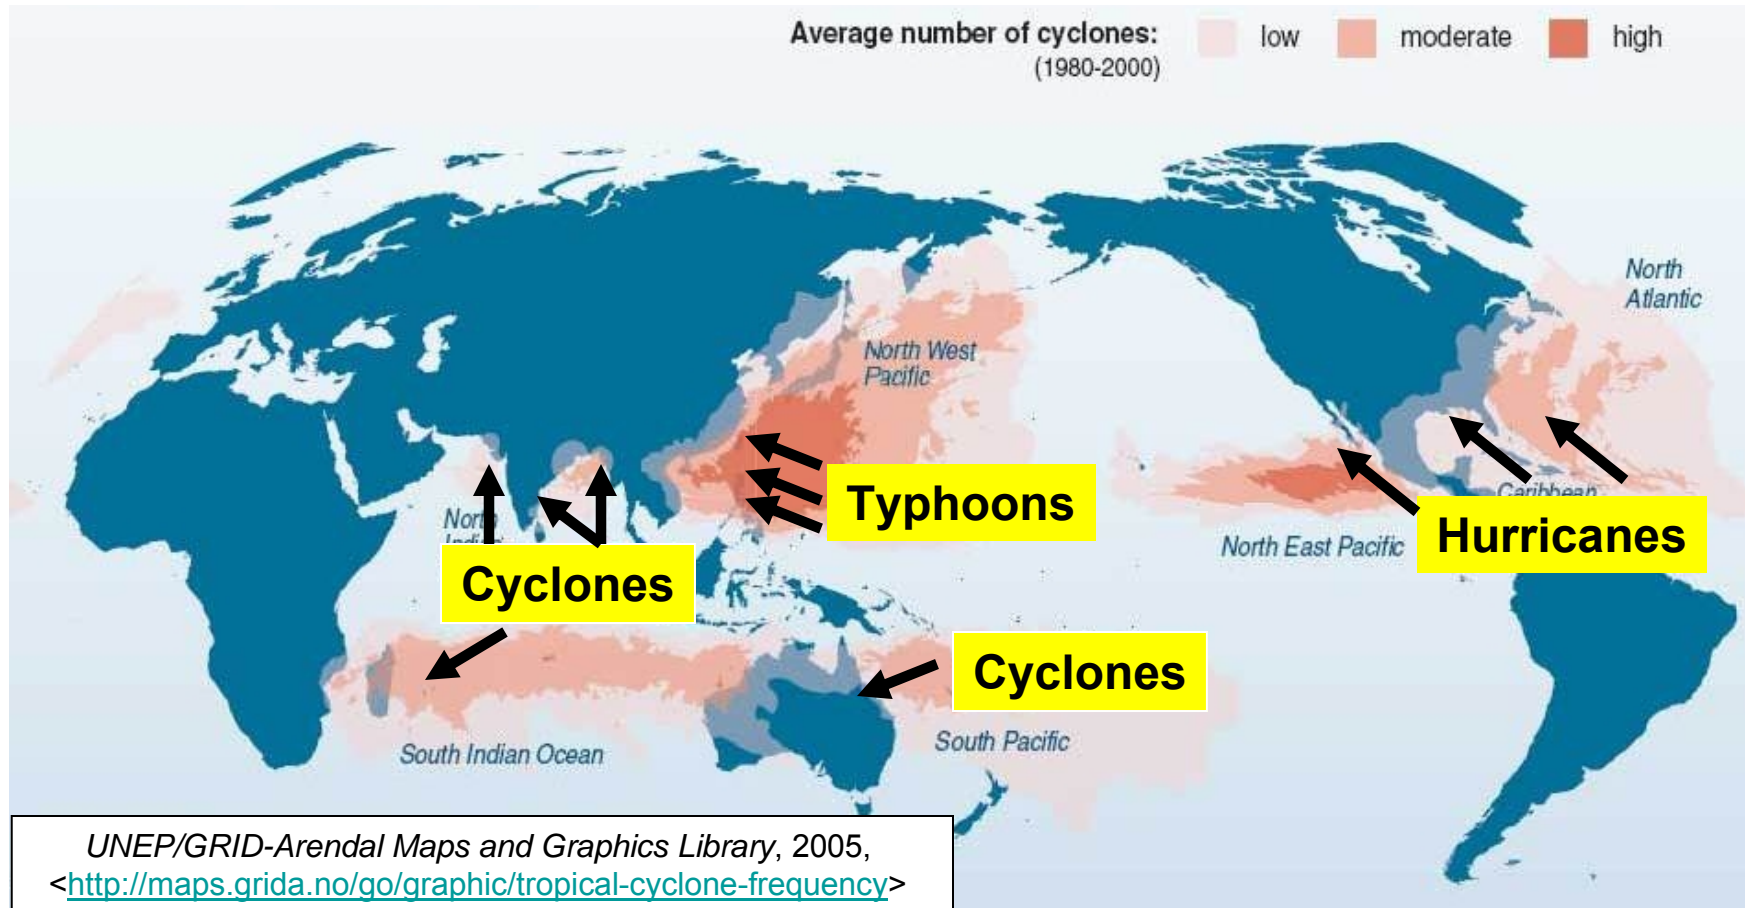 Average number of cyclones:
(1980-2000)
low
moderate
high
North
Atlantic
North West
Pacific
Typhoons
Caribbean
Hurricanes
North East Pacific
North
Cyclones
Cyclones
South Indian Ocean
South Pacific
UNEP/GRID-Arendal Maps and Graphics Library, 2005,
<http://maps.grida.no/go/graphic/tropical-cyclone-frequency>